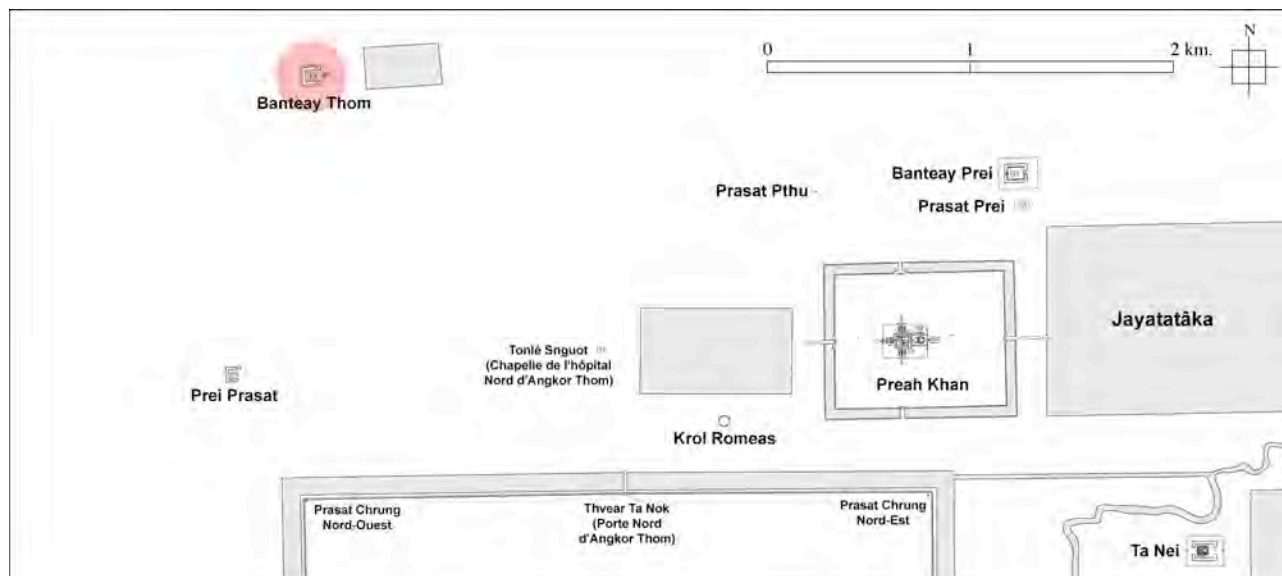 0 1 2 km.
N
Banteay Thom
Banteay Prei
Prasat Pthu
Prasat Prei
Jayatatâka
Tonlé Snguot
(Chapelle de l'hôpital
Nord d'Angkor Thom)
Prei Prasat
Preah Khan
Krol Romeas
Prasat Chrung
Nord-Ouest
Thvear Ta Nok
(Porte Nord
d'Angkor Thom)
Prasat Chrung
Nord-Est
Ta Nei